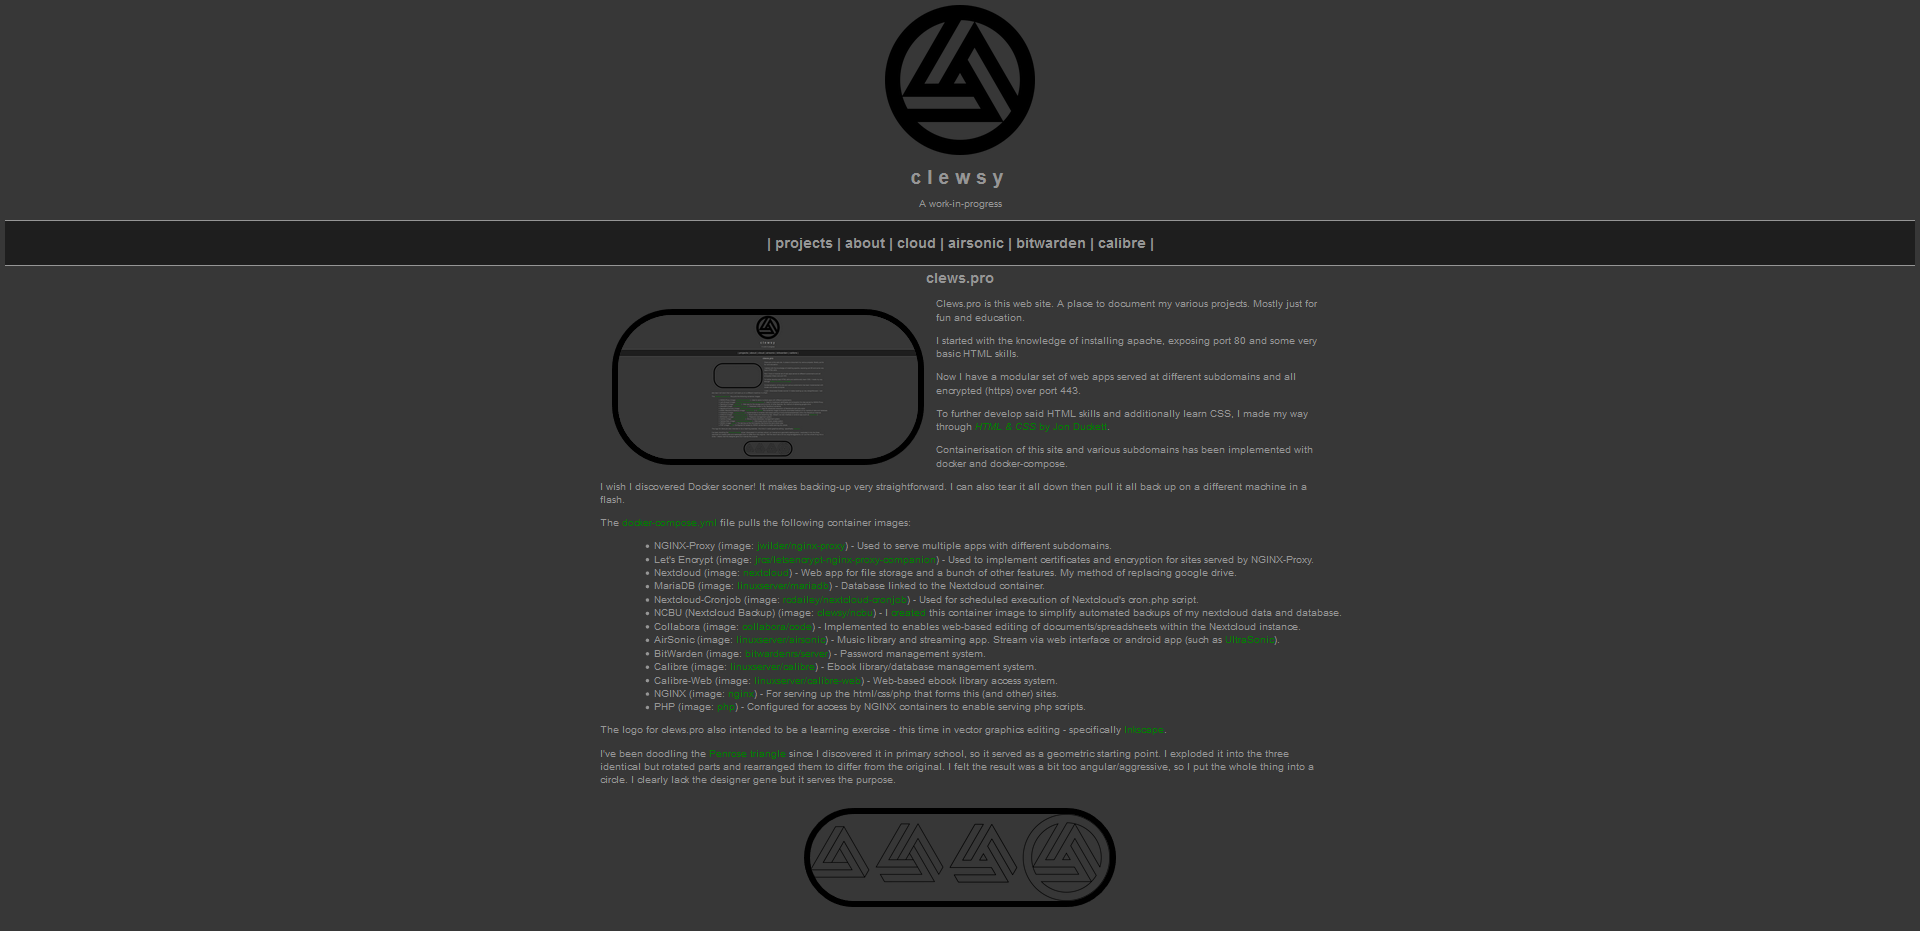 clewsy
A work-in-progress
| projects | about | cloud | airsonic | bitwarden | calibre |
clews.pro
Clews.pro is this web site. A place to document my various projects. Mostly just for
fun and education.
I started with the knowledge of installing apache, exposing port 80 and some very
basic HTML skills.
Now I have a modular set of web apps served at different subdomains and all
encrypted (https) over port 443.
To further develop said HTML skills and additionally learn CSS, I made my way
through HTML & CSS by Jon Duckett.
Containerisation of this site and various subdomains has been implemented with
docker and docker-compose.
I wish I discovered Docker sooner! It makes backing-up very straightforward. I can also tear it all down then pull it all back up on a different machine in a
flash.
The docker-compose.yml file pulls the following container images:
• NGINX-Proxy (image: jwilder/nginx-proxy) - Used to serve multiple apps with different subdomains.
• Let's Encrypt (image: jrcs/letsencrypt-nginx-proxy-companion) - Used to implement certificates and encryption for sites served by NGINX-Proxy.
• Nextcloud (image: nextcloud) - Web app for file storage and a bunch of other features. My method of replacing google drive.
• MariaDB (image: linuxserver/mariadb) - Database linked to the Nextcloud container.
• Nextcloud-Cronjob (image: rcdailey/nextcloud-cronjob) - Used for scheduled execution of Nextcloud's cron.php script.
• NCBU (Nextcloud Backup) (image: clewsy/ncbu) - I created this container image to simplify automated backups of my nextcloud data and database.
• Collabora (image: collabora/code) - Implemented to enables web-based editing of documents/spreadsheets within the Nextcloud instance.
• AirSonic (image: linuxserver/airsonic) - Music library and streaming app. Stream via web interface or android app (such as UltraSonic).
• BitWarden (image: bitwardenrs/server) - Password management system.
• Calibre (image: linuxserver/calibre) - Ebook library/database management system.
• Calibre-Web (image: linuxserver/calibre-web) - Web-based ebook library access system.
• NGINX (image: nginx) - For serving up the html/css/php that forms this (and other) sites.
• PHP (image: php) - Configured for access by NGINX containers to enable serving php scripts.
The logo for clews.pro also intended to be a learning exercise - this time in vector graphics editing - specifically Inkscape.
I've been doodling the Penrose triangle since I discovered it in primary school, so it served as a geometric starting point. I exploded it into the three
identical but rotated parts and rearranged them to differ from the original. I felt the result was a bit too angular/aggressive, so I put the whole thing into a
circle. I clearly lack the designer gene but it serves the purpose.